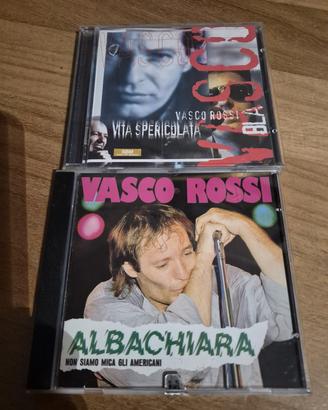 VASCO
VASCO ROSSI
VITA SPERICOLATA
VASCO ROSSI
ALBACHIARA
NON SIAMO MICA GLI AMERICANI